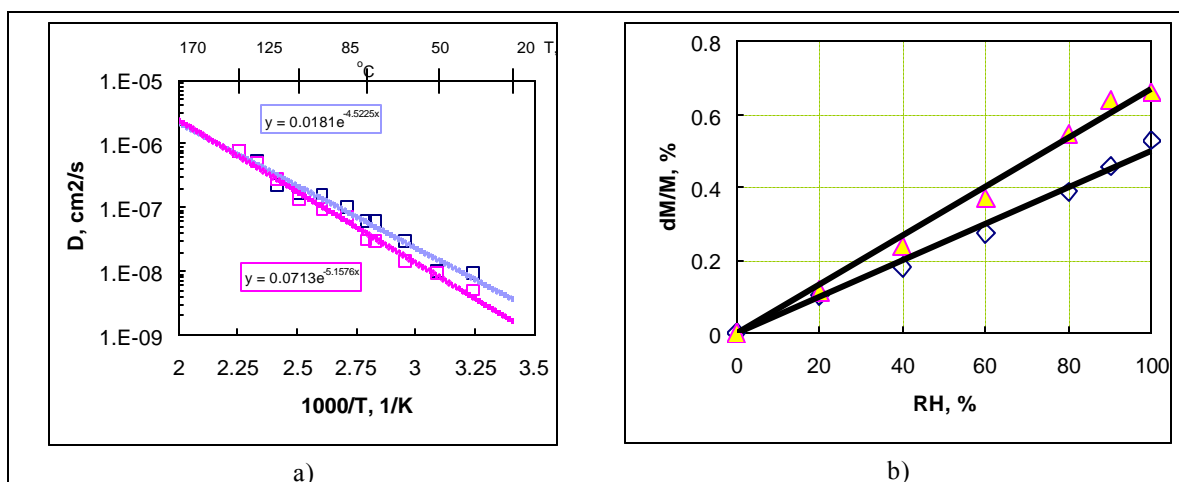 170 125 85 50 20 T,
°C
1.E-05
1.E-06
1.E-07
1.E-08
1.E-09
D, cm2/s
y = 0.0181e^-4.5225x
y = 0.0713e^-5.1576x
2 2.25 2.5 2.75 3 3.25 3.5
1000/T, 1/K
a)
0.8
0.6
0.4
0.2
0
dM/M, %
0 20 40 60 80 100
RH, %
b)